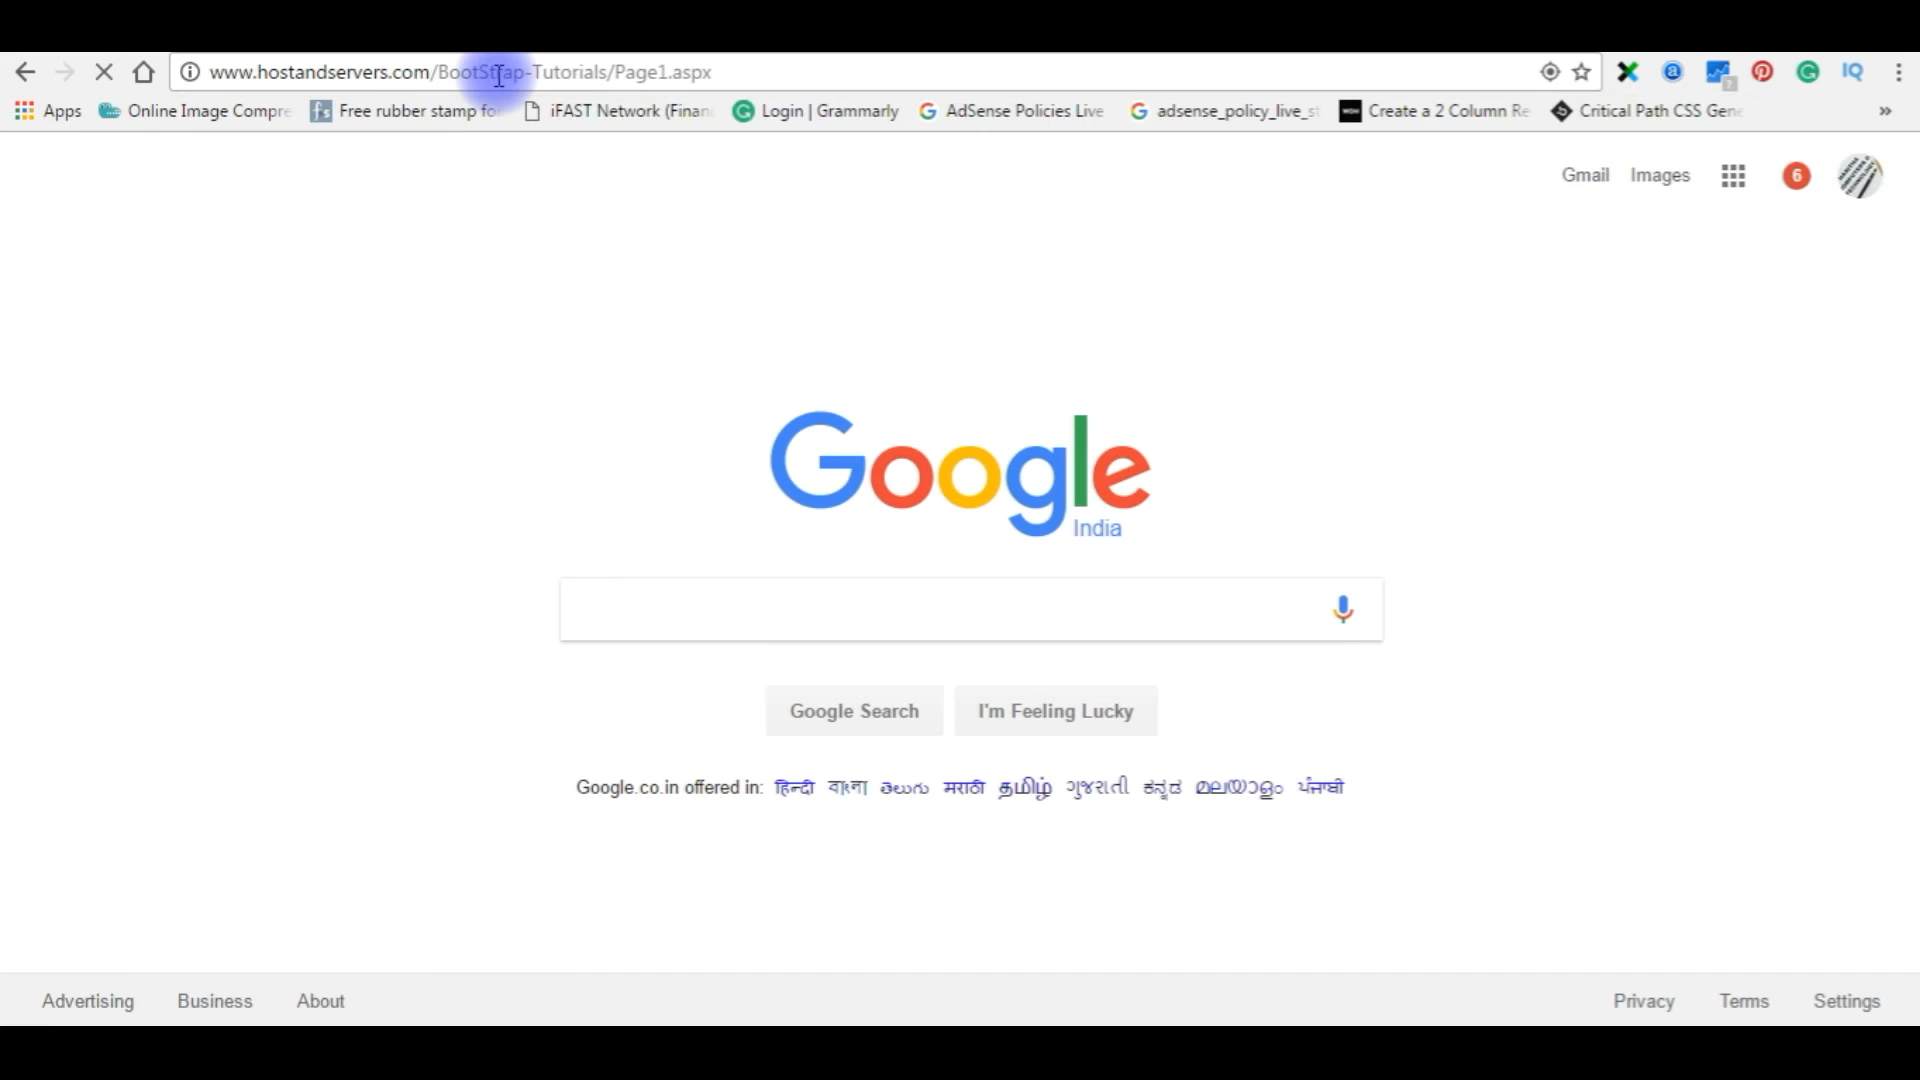 www.hostandservers.com/BootStrap-Tutorials/Page1.aspx
Apps Online Image Compre Free rubber stamp fo iFAST Network (Finan Login | Grammarly AdSense Policies Live adsense_policy_live_s Create a 2 Column Re Critical Path CSS Gene »
Gmail Images 6
Google
India
Google Search I'm Feeling Lucky
Google.co.in offered in: हिन्दी বাংলা తెలుగు मराठी தமிழ் ગુજરાતી ಕನ್ನಡ മലയാളം ਪੰਜਾਬੀ
Advertising Business About Privacy Terms Settings